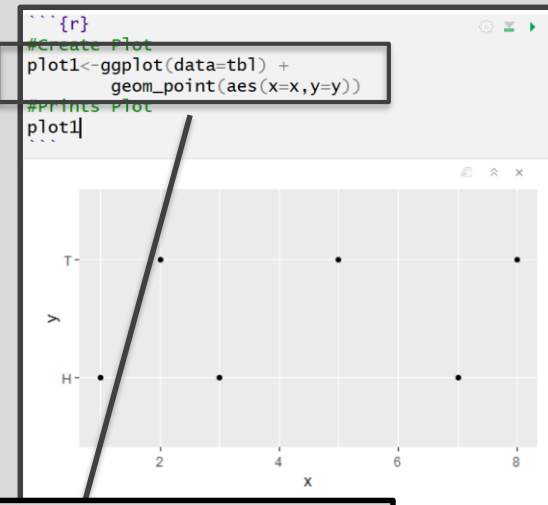 ```{r}
#Create Plot
plot1<-ggplot(data=tbl) +
geom_point(aes(x=x,y=y))
#Prints Plot
plot1
```
T
y
H
2 4 6 8
x